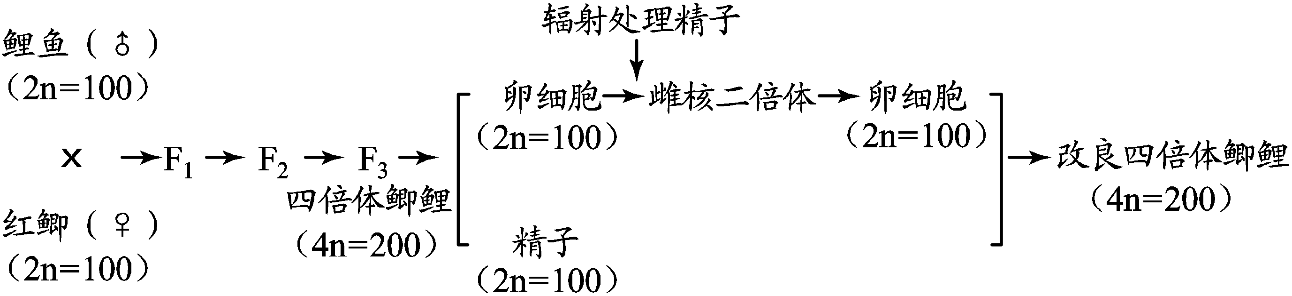 辐射处理精子
鲤鱼(♂)
(2n=100)
卵细胞→雌核二倍体→卵细胞
(2n=100) (2n=100)
×→F₁→F₂→F₃→ →改良四倍体鲫鲤
四倍体鲫鲤 (4n=200)
(4n=200)
红鲫(♀)
(2n=100)
精子
(2n=100)